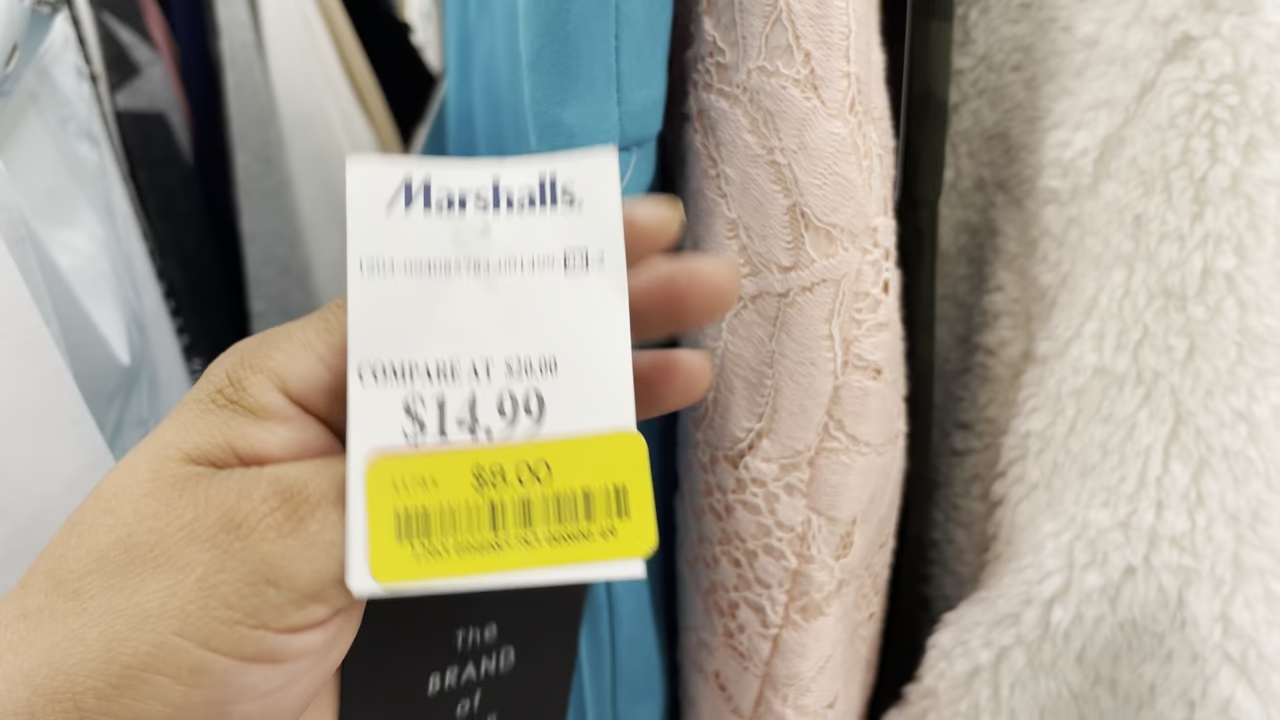 Marshalls
COMPARE AT $20.00
$14.99
$8.00
The
BRAND
of